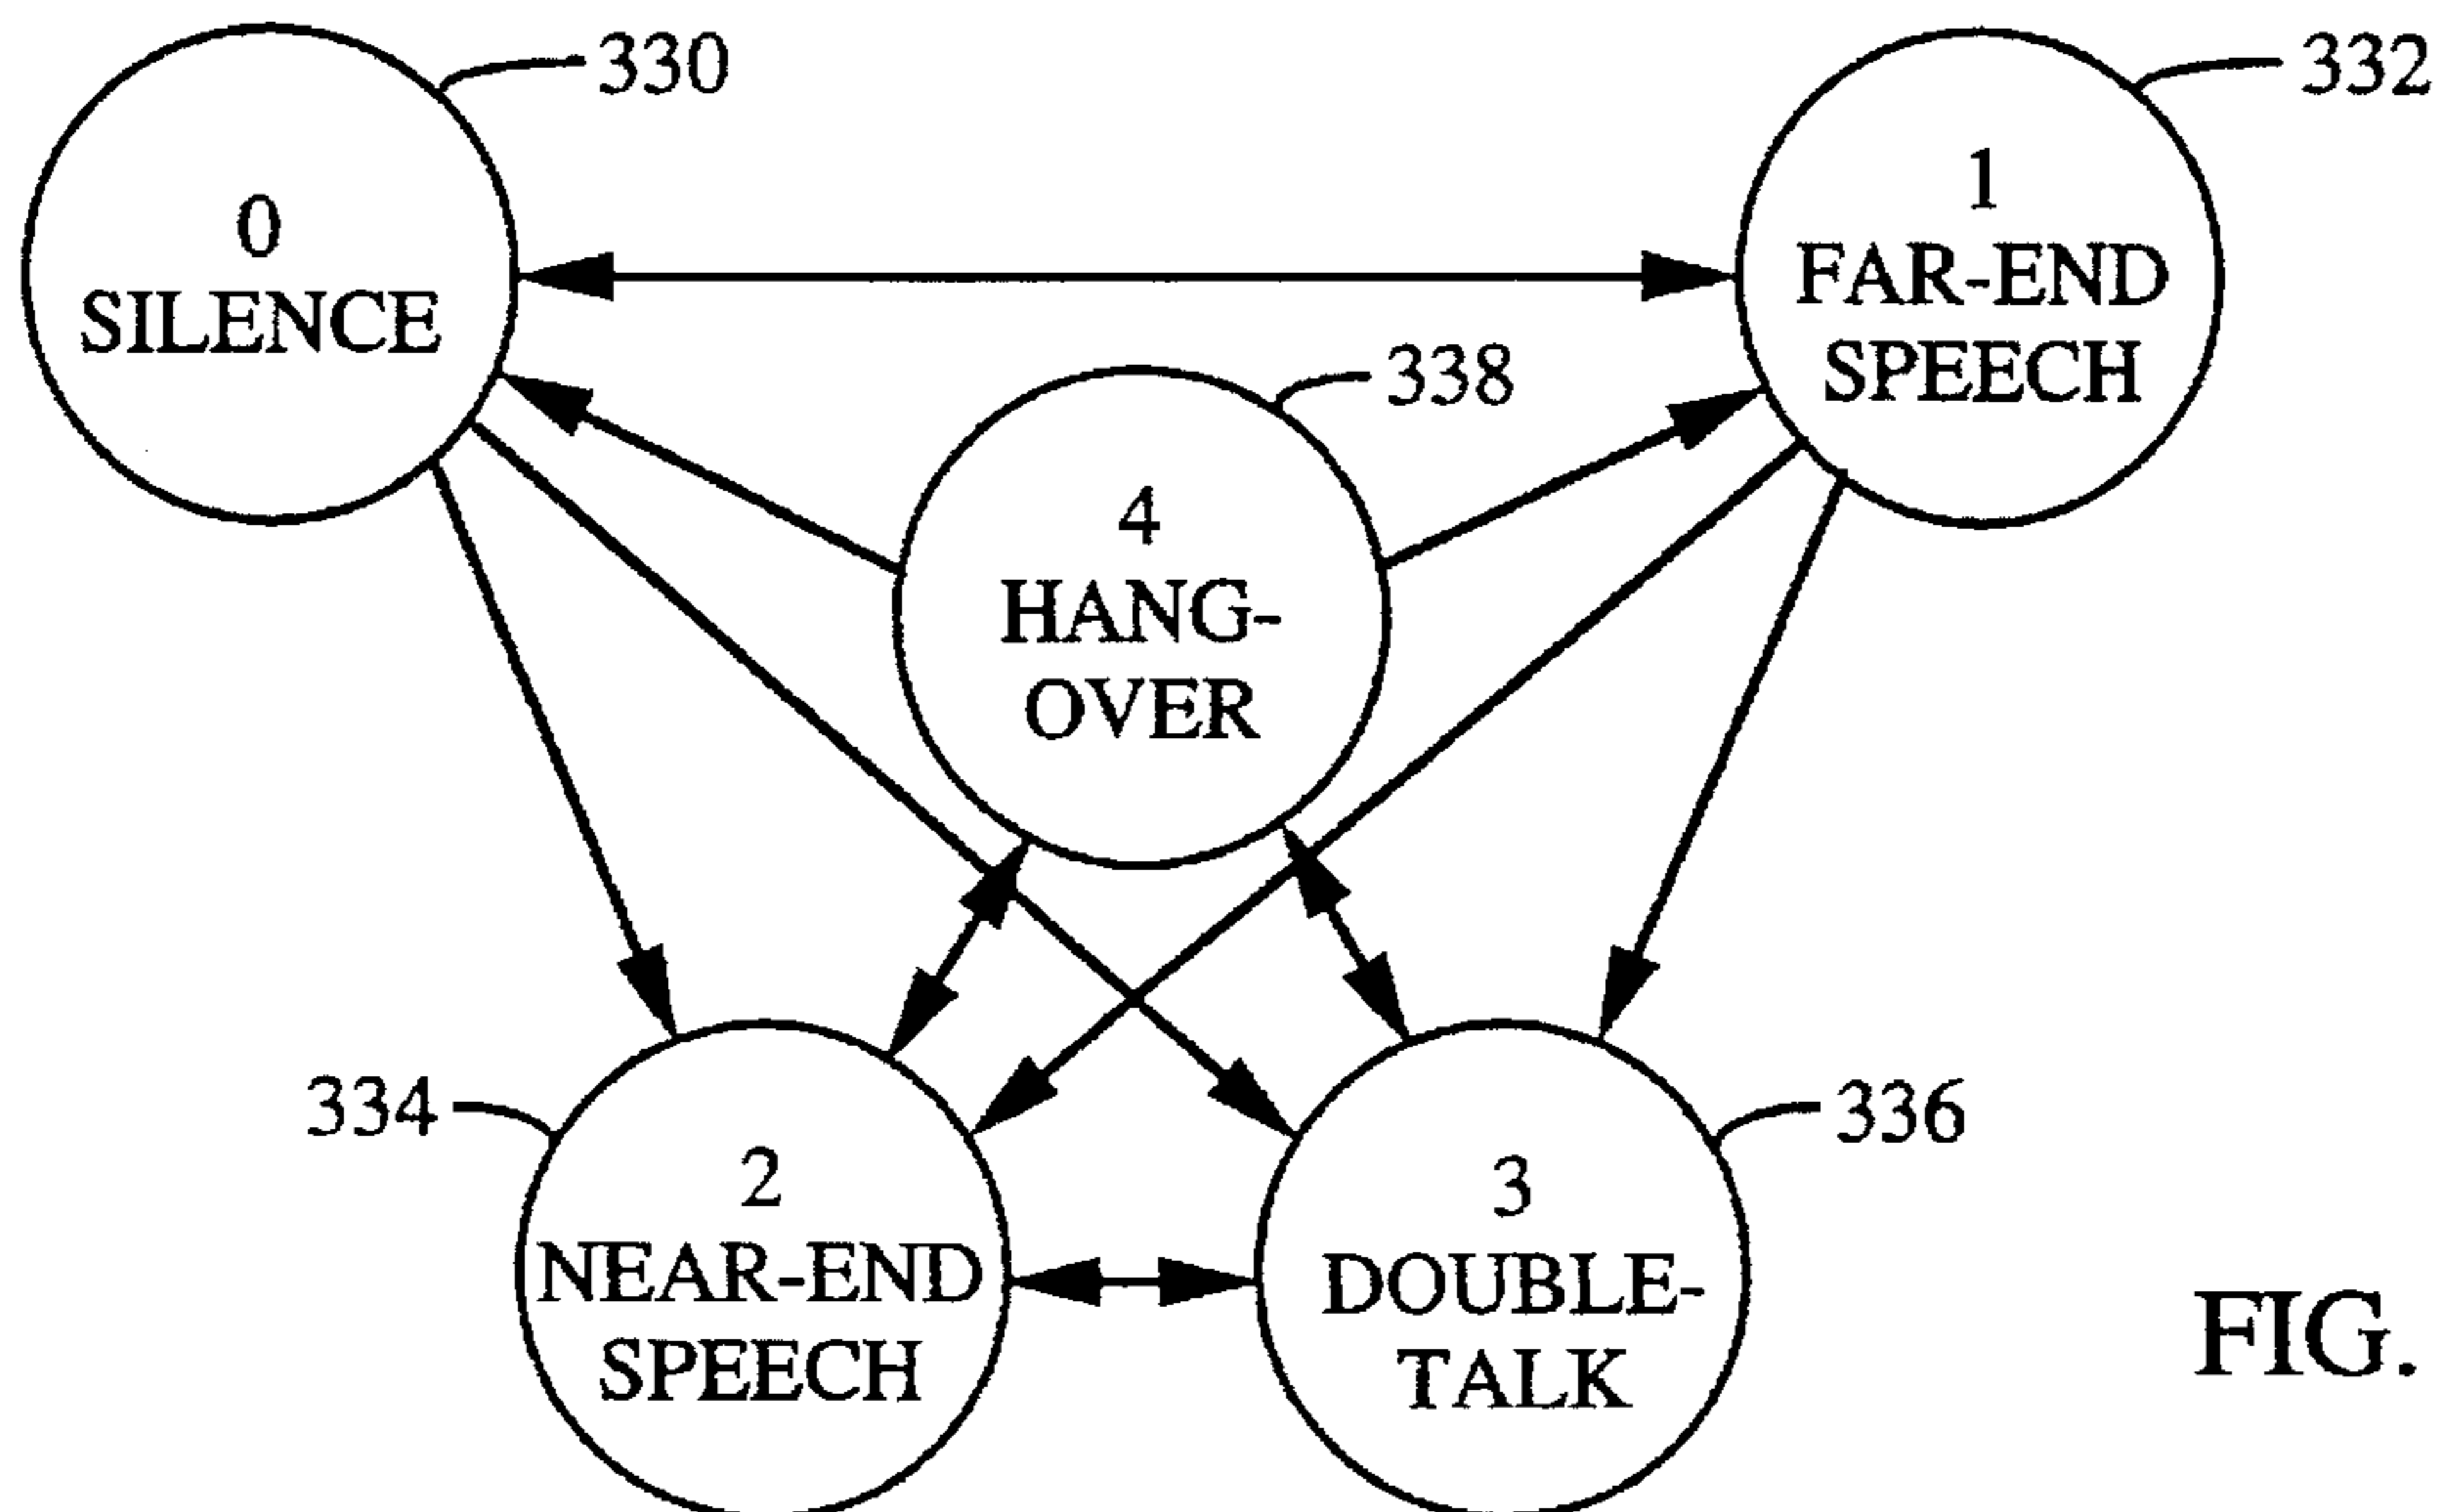 330
332
0
SILENCE
1
FAR-END
SPEECH
338
4
HANG-
OVER
334
336
2
NEAR-END
SPEECH
3
DOUBLE-
TALK
FIG.